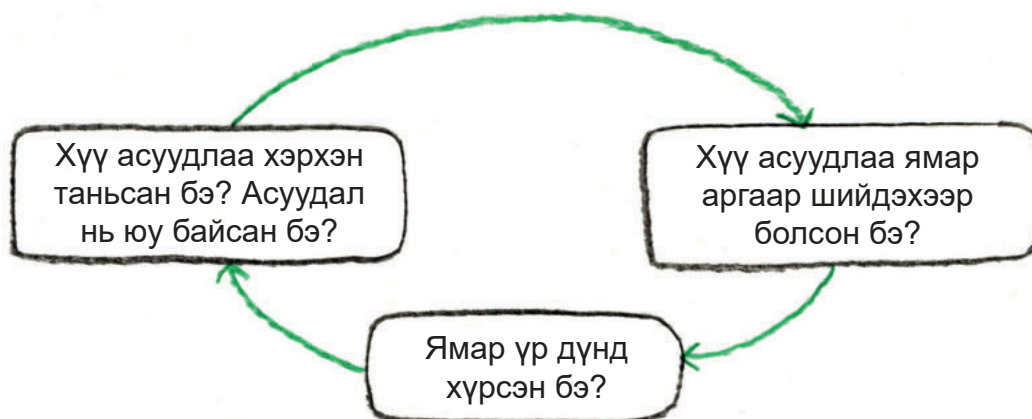 Хүү асуудлаа хэрхэн
таньсан бэ? Асуудал
нь юу байсан бэ?
Хүү асуудлаа ямар
аргаар шийдэхээр
болсон бэ?
Ямар үр дүнд
хүрсэн бэ?